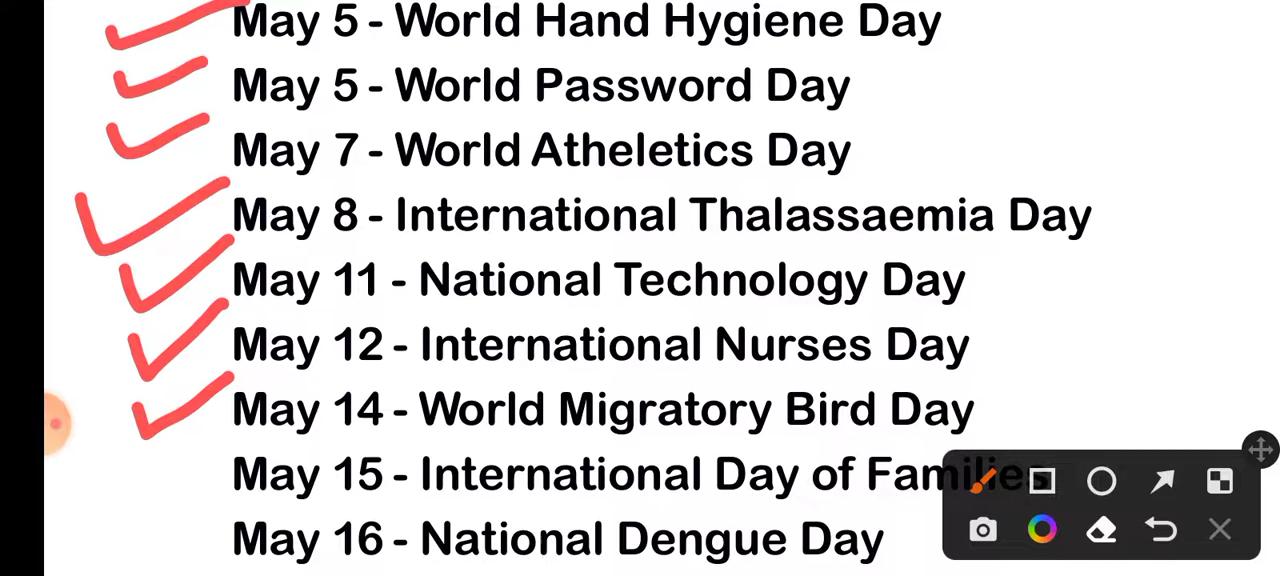 May 5 - World Hand Hygiene Day
May 5 - World Password Day
May 7 - World Atheletics Day
May 8 - International Thalassaemia Day
May 11 - National Technology Day
May 12 - International Nurses Day
May 14 - World Migratory Bird Day
May 15 - International Day of Families
May 16 - National Dengue Day